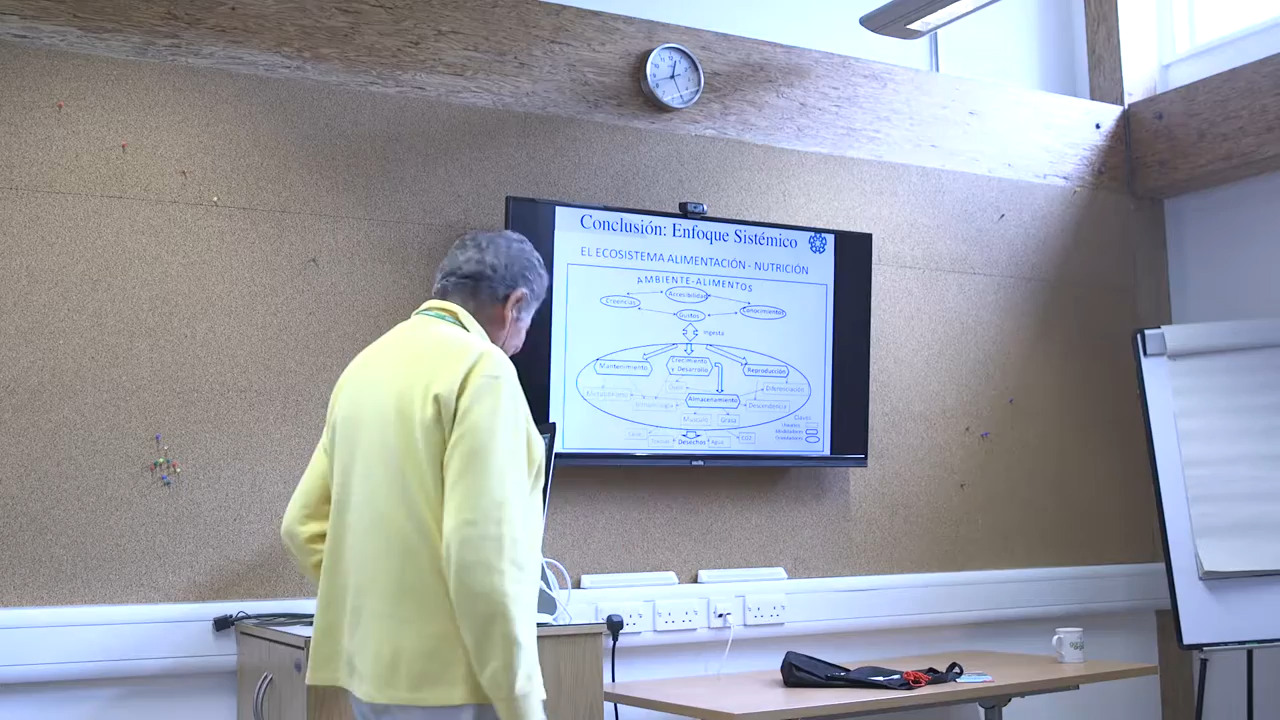 Conclusión: Enfoque Sistémico
EL ECOSISTEMA ALIMENTACIÓN - NUTRICIÓN
AMBIENTE-ALIMENTOS
Accesibilidad
Creencias
Conocimientos
Gustos
Ingesta
Mantenimiento
Crecimiento
y Desarrollo
Reproducción
Diferenciación
Metabolismo
Almacenamiento
Descendencia
Músculo
Grasa
Desechos
Agua
CO2